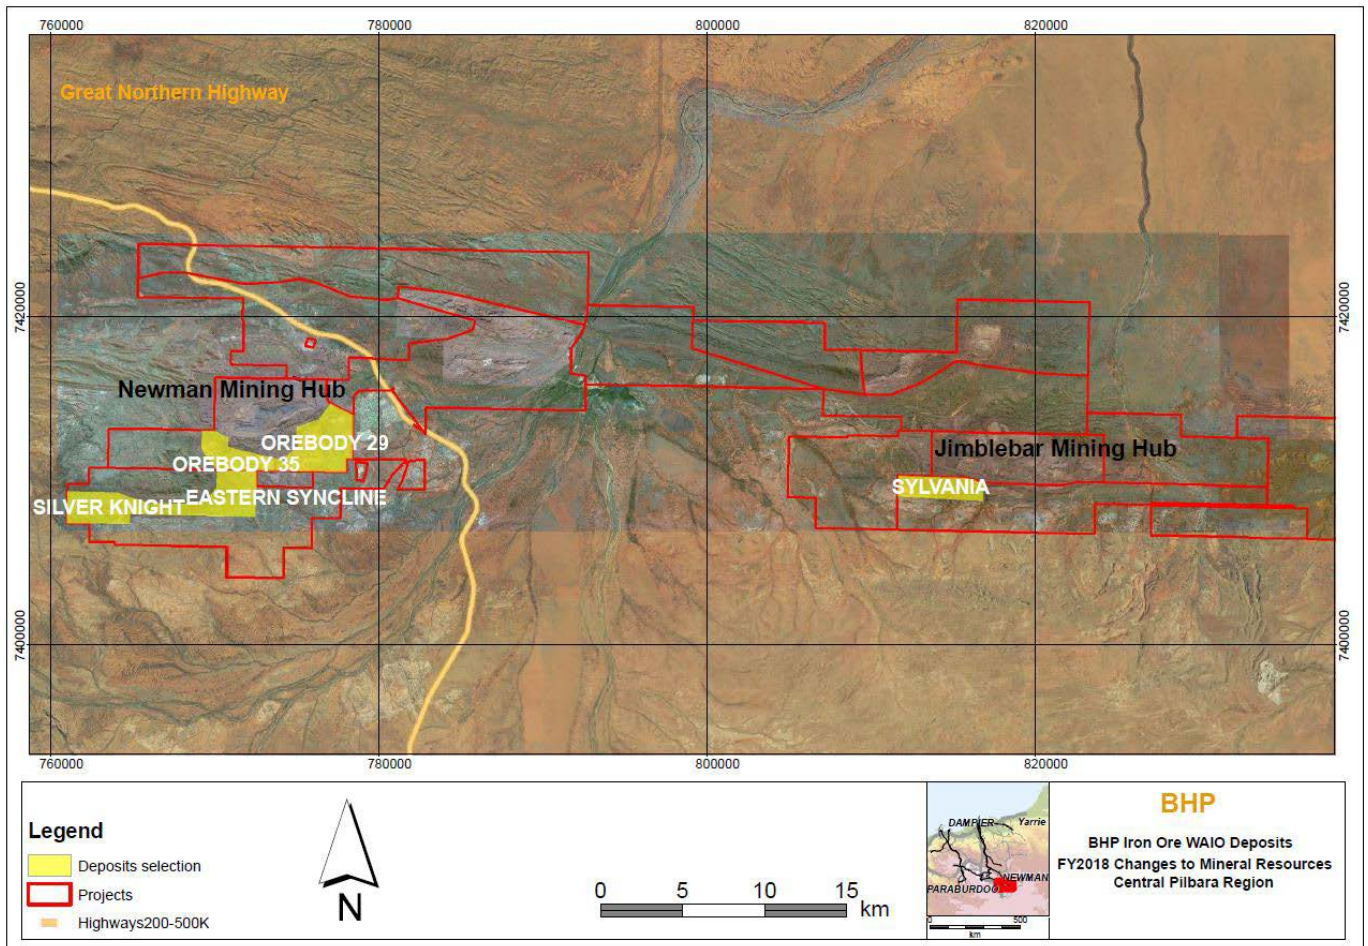 760000
780000
800000
820000
Great Northern Highway
7420000
7420000
Newman Mining Hub
OREBODY 29
Jimblebar Mining Hub
OREBODY 35
SYLVANIA
EASTERN SYNCLINE
SILVER KNIGHT
7400000
7400000
760000
780000
800000
820000
Legend
Deposits selection
Projects
Highways200-500K
N
0 5 10 15
km
DAMPIER
Yarrie
NEWMAN
PARABURDOO
0 500
km
BHP
BHP Iron Ore WAIO Deposits
FY2018 Changes to Mineral Resources
Central Pilbara Region